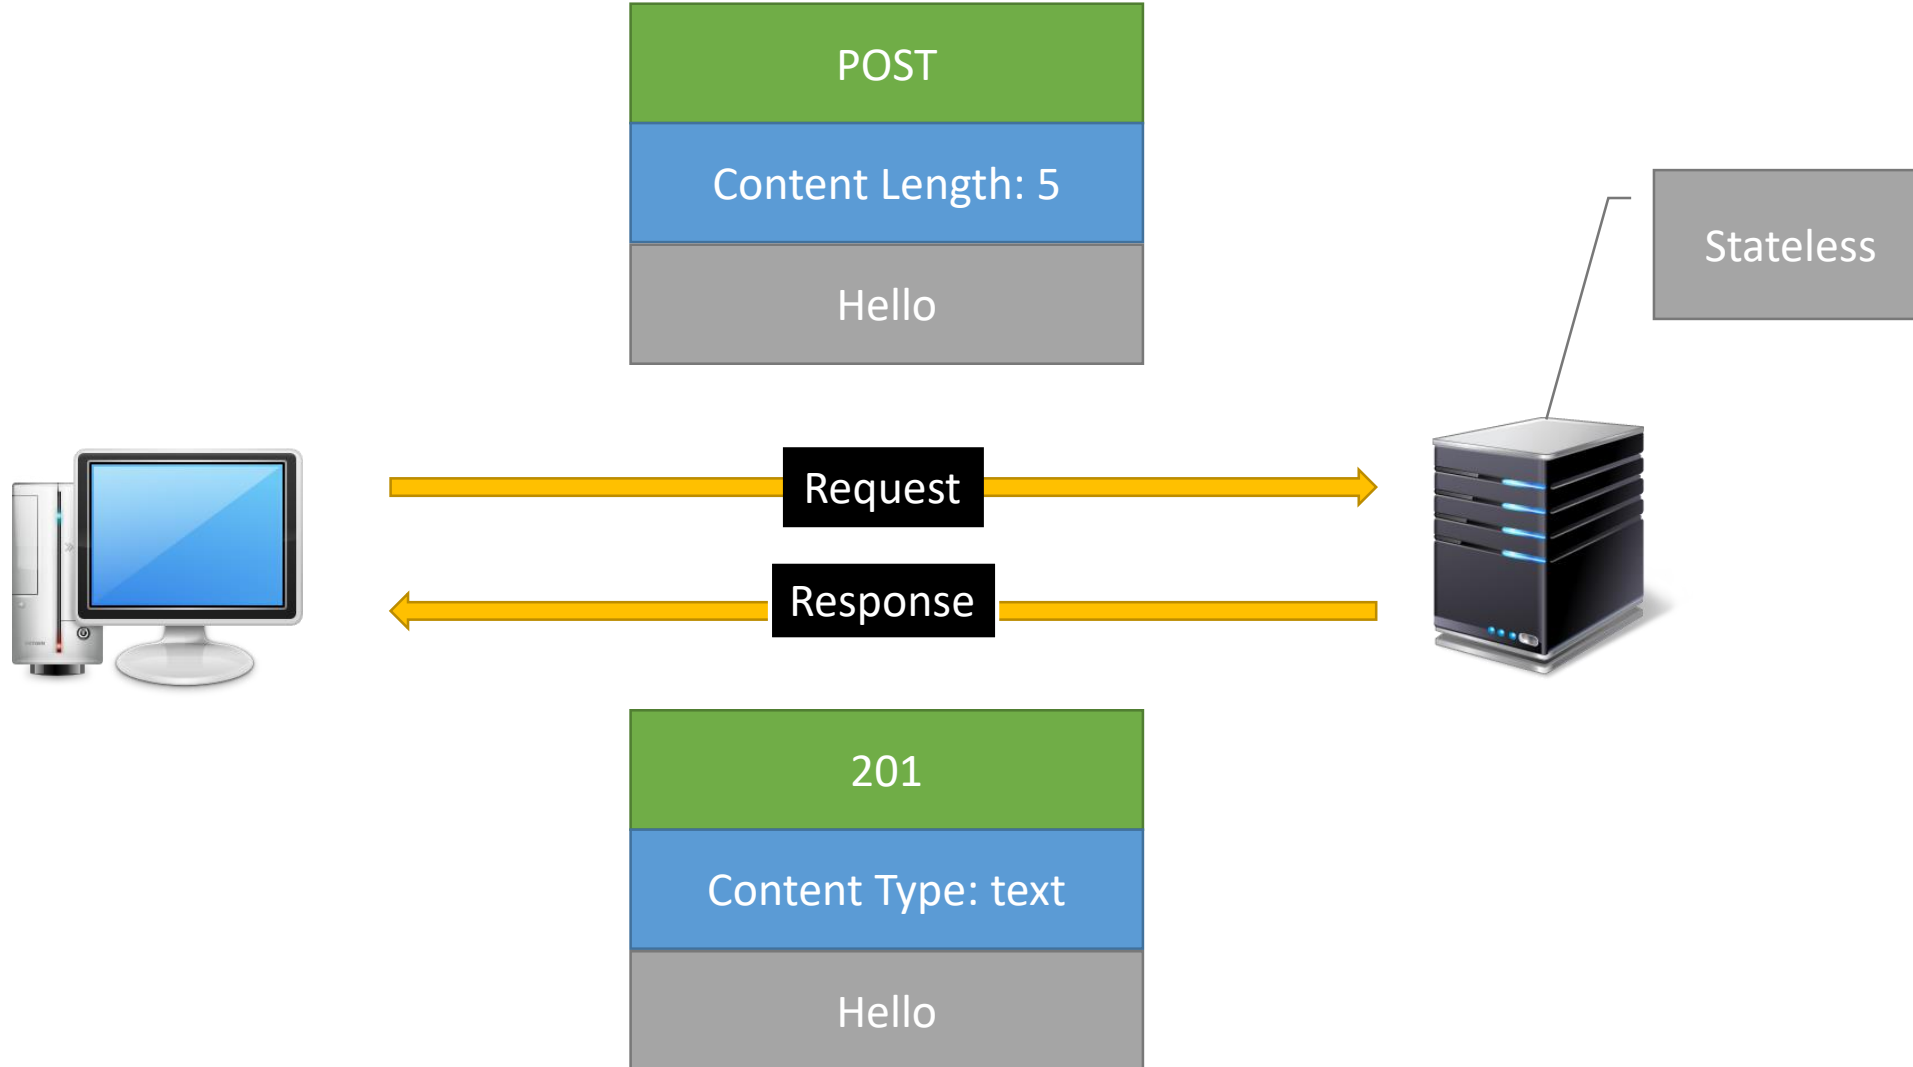 POST
Content Length: 5
Hello
Stateless
Request
Response
201
Content Type: text
Hello